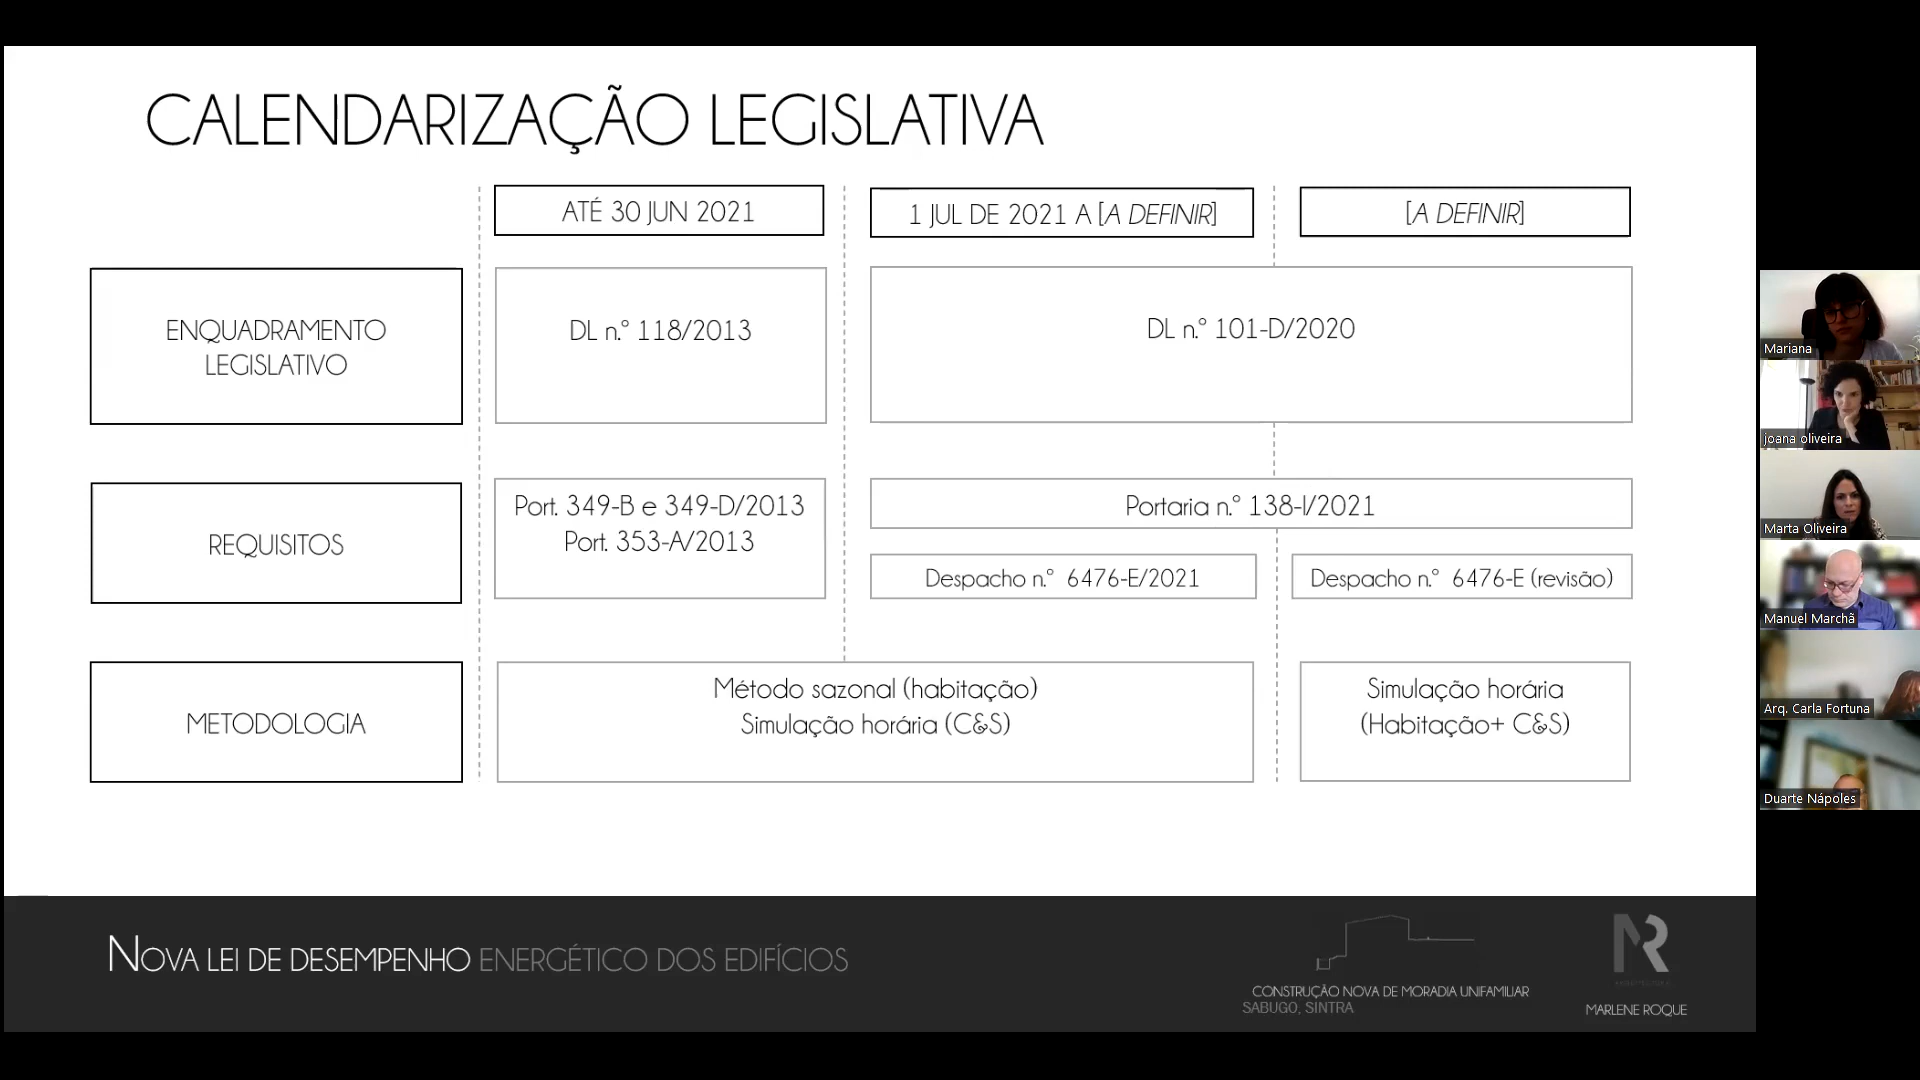 CALENDARIZAÇÃO LEGISLATIVA
ATÉ 30 JUN 2021
1 JUL DE 2021 A [A DEFINIR]
[A DEFINIR]
ENQUADRAMENTO
LEGISLATIVO
DL n.º 118/2013
DL n.º 101-D/2020
REQUISITOS
Port. 349-B e 349-D/2013
Port. 353-A/2013
Portaria n.º 138-I/2021
Despacho n.º 6476-E/2021
Despacho n.º 6476-E (revisão)
METODOLOGIA
Método sazonal (habitação)
Simulação horária (C&S)
Simulação horária
(Habitação+ C&S)
NOVA LEI DE DESEMPENHO ENERGÉTICO DOS EDIFÍCIOS
CONSTRUÇÃO NOVA DE MORADIA UNIFAMILIAR
SABUGO, SINTRA
MR
MARLENE ROQUE
Mariana
joana oliveira
Marta Oliveira
Manuel Marchã
Arq. Carla Fortuna
Duarte Nápoles